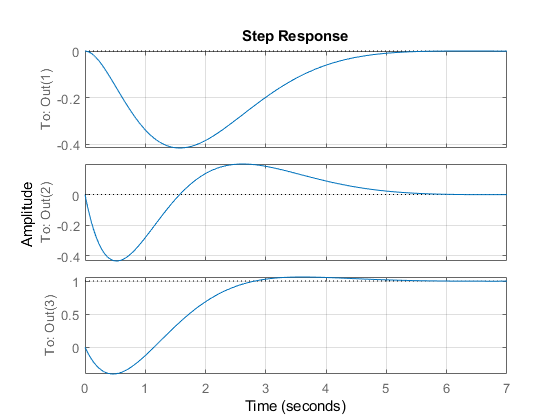 Step Response
To: Out(1)
0
-0.2
-0.4
Amplitude
To: Out(2)
0
-0.2
-0.4
To: Out(3)
1
0.5
0
0 1 2 3 4 5 6 7
Time (seconds)